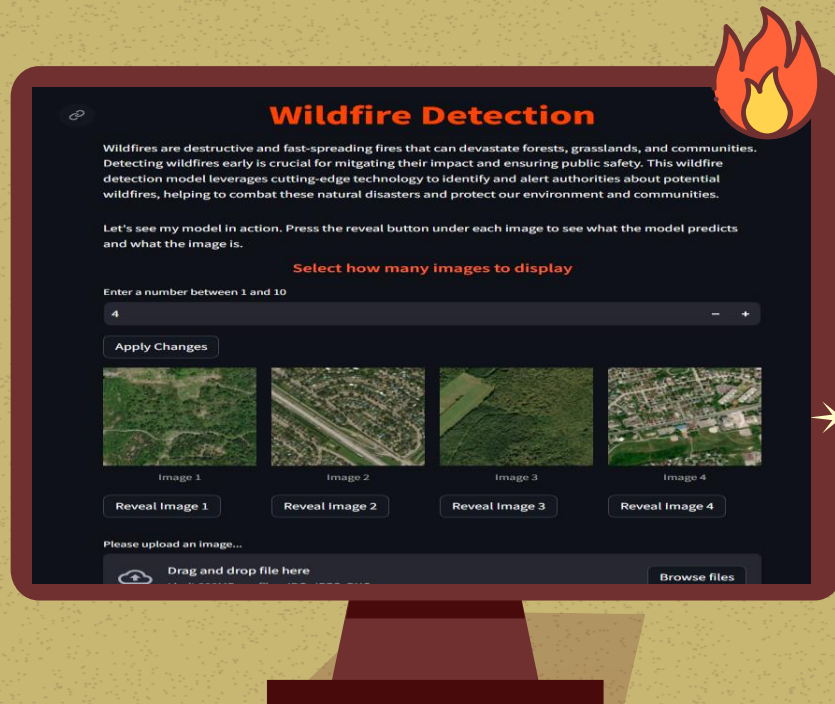 Wildfire Detection
Wildfires are destructive and fast-spreading fires that can devastate forests, grasslands, and communities.
Detecting wildfires early is crucial for mitgating their impact and ensuring public safety. This wildfire
detection model leverages cutting-edge technology to identify and alert authorities about potential
wildfires, helping to combat these natural disasters and protect our environment and communities.
Let's see my model in action. Press the reveal button under each image to see what the model predicts
and what the image is.
Select how many images to display
Enter a number between 1 and 10
4 − +
Apply Changes
Image 1 Image 2 Image 3 Image 4
Reveal Image 1 Reveal Image 2 Reveal Image 3 Reveal Image 4
Please upload an image...
Drag and drop file here
Browse files